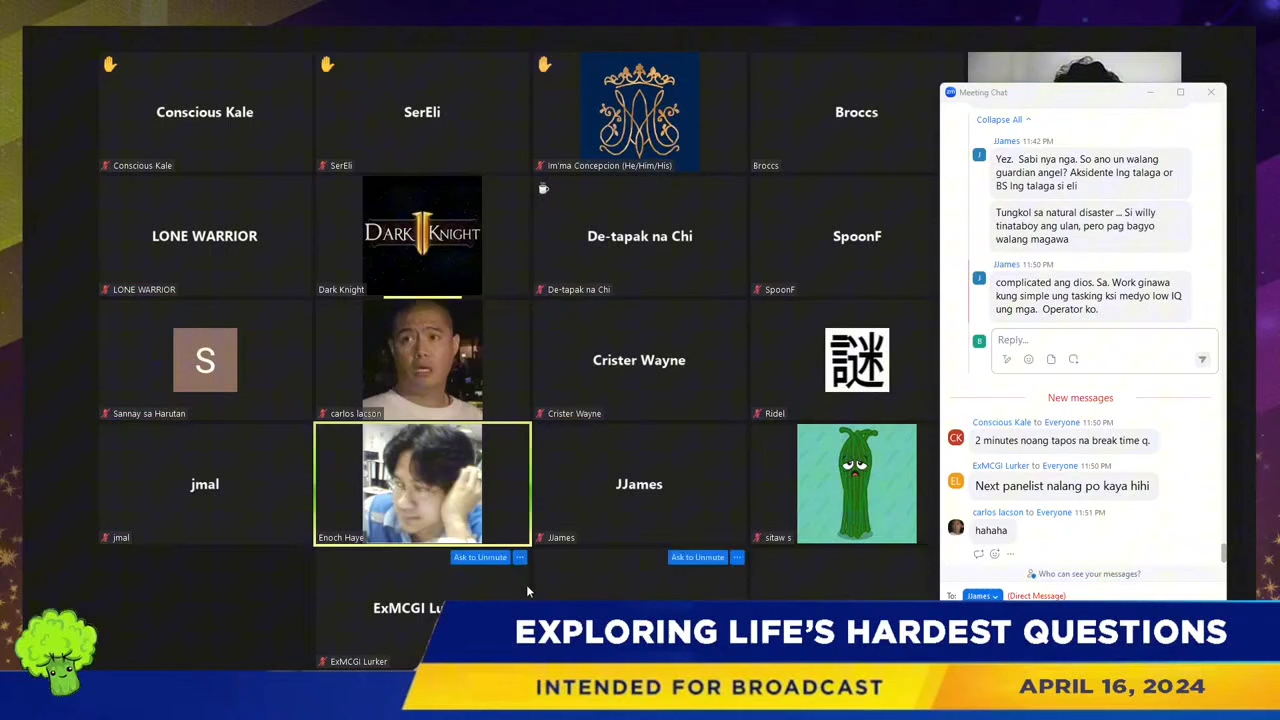 Conscious Kale
Conscious Kale
SerEli
SerEli
Im'ma Concepcion (He/Him/His)
Broccs
Broccs
LONE WARRIOR
LONE WARRIOR
DARK KNIGHT
Dark Knight
De-tapak na Chi
De-tapak na Chi
SpoonF
SpoonF
S
Sannay sa Harutan
carlos lacson
Crister Wayne
Crister Wayne
謎
Ridel
jmal
jmal
Enoch Haye
JJames
JJames
sitaw s
Ask to Unmute
Ask to Unmute
ExMCGI Lu
ExMCGI Lurker
zm Meeting Chat
Collapse All
JJames 11:42 PM
J
Yez. Sabi nya nga. So ano un walang
guardian angel? Aksidente lng talaga or
BS lng talaga si eli
Tungkol sa natural disaster ... Si willy
tinataboy ang ulan, pero pag bagyo
walang magawa
JJames 11:50 PM
J
complicated ang dios. Sa. Work ginawa
kung simple ung tasking ksi medyo low IQ
ung mga. Operator ko.
B
Reply...
New messages
Conscious Kale to Everyone 11:50 PM
CK
2 minutes noang tapos na break time q.
ExMCGI Lurker to Everyone 11:50 PM
EL
Next panelist nalang po kaya hihi
carlos lacson to Everyone 11:51 PM
hahaha
Who can see your messages?
To: JJames (Direct Message)
EXPLORING LIFE'S HARDEST QUESTIONS
INTENDED FOR BROADCAST
APRIL 16, 2024